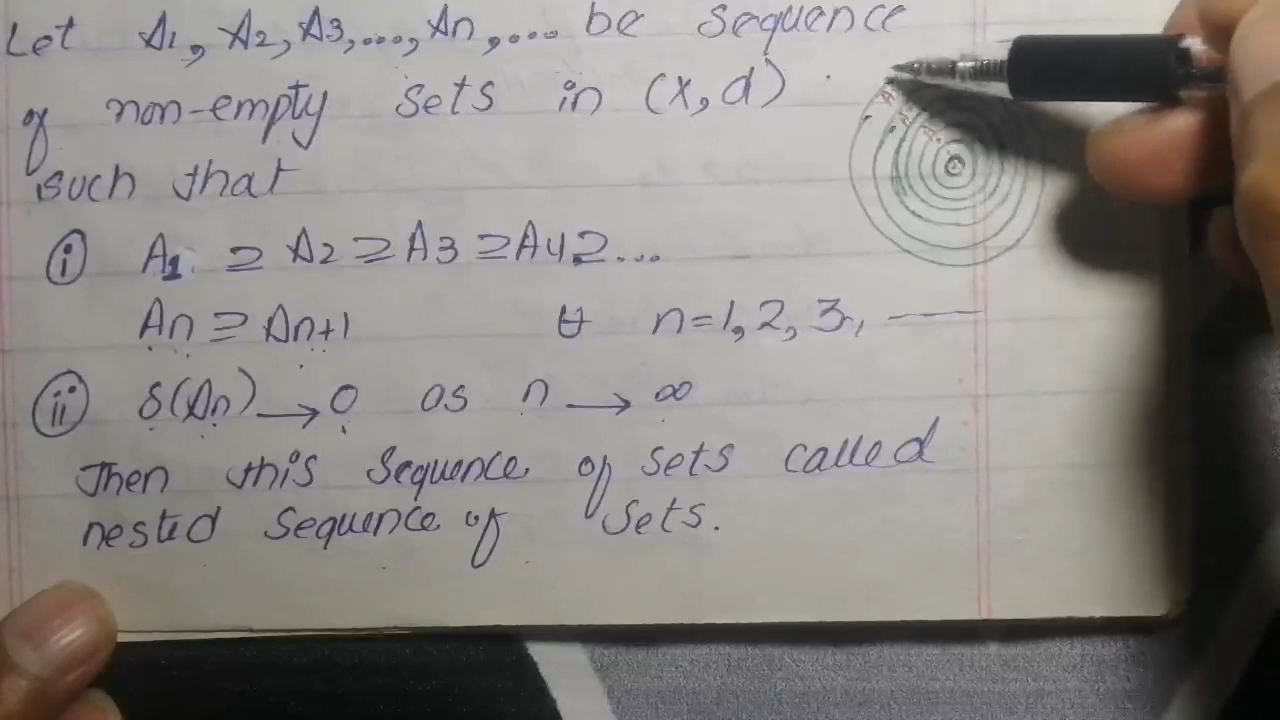 Let A1, A2, A3, ..., An, ... be sequence
of non-empty sets in (X, d)
such that
(i) A1 ⊇ A2 ⊇ A3 ⊇ A4 ⊇ ...
An ⊇ An+1 ∀ n=1, 2, 3, ——
(ii) δ(An) → 0 as n → ∞
Then this sequence of sets called
nested sequence of sets.